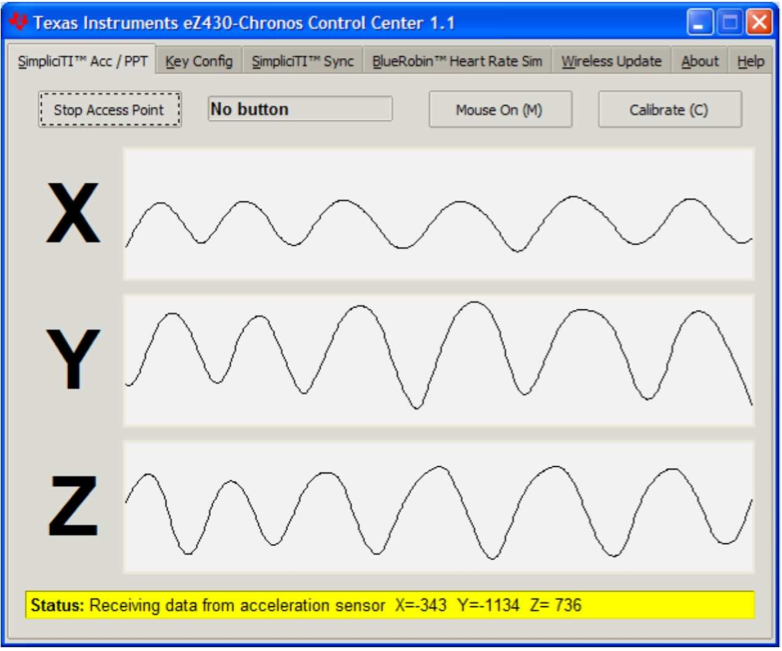 Texas Instruments eZ430-Chronos Control Center 1.1
SimpliciTI™ Acc / PPT Key Config SimpliciTI™ Sync BlueRobin™ Heart Rate Sim Wireless Update About Help
Stop Access Point No button Mouse On (M) Calibrate (C)
X
Y
Z
Status: Receiving data from acceleration sensor X=-343 Y=-1134 Z= 736